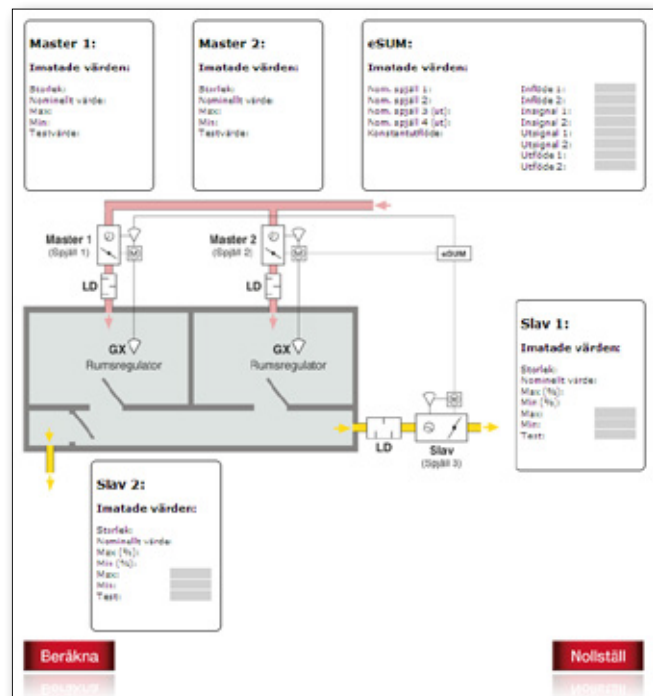 Master 1:
Imatade värden:
Storlek:
Nominellt värde:
Max:
Min:
Testvärde:
Master 2:
Imatade värden:
Storlek:
Nominellt värde:
Max:
Min:
Testvärde:
eSUM:
Imatade värden:
Nom. spjäll 1:
Nom. spjäll 2:
Nom. spjäll 3 (ut):
Nom. spjäll 4 (ut):
Konstantutflöde:
Inflöde 1:
Inflöde 2:
Insignal 1:
Insignal 2:
Utsignal 1:
Utsignal 2:
Utflöde 1:
Utflöde 2:
Master 1
(Spjäll 1)
M
LD
Master 2
(Spjäll 2)
M
LD
eSUM
GX
Rumsregulator
GX
Rumsregulator
M
LD
Slav
(Spjäll 3)
Slav 1:
Imatade värden:
Storlek:
Nominellt värde:
Max (%):
Min (%):
Max:
Min:
Test:
Slav 2:
Imatade värden:
Storlek:
Nominellt värde:
Max (%):
Min (%):
Max:
Min:
Test:
Beräkna
Nollställ